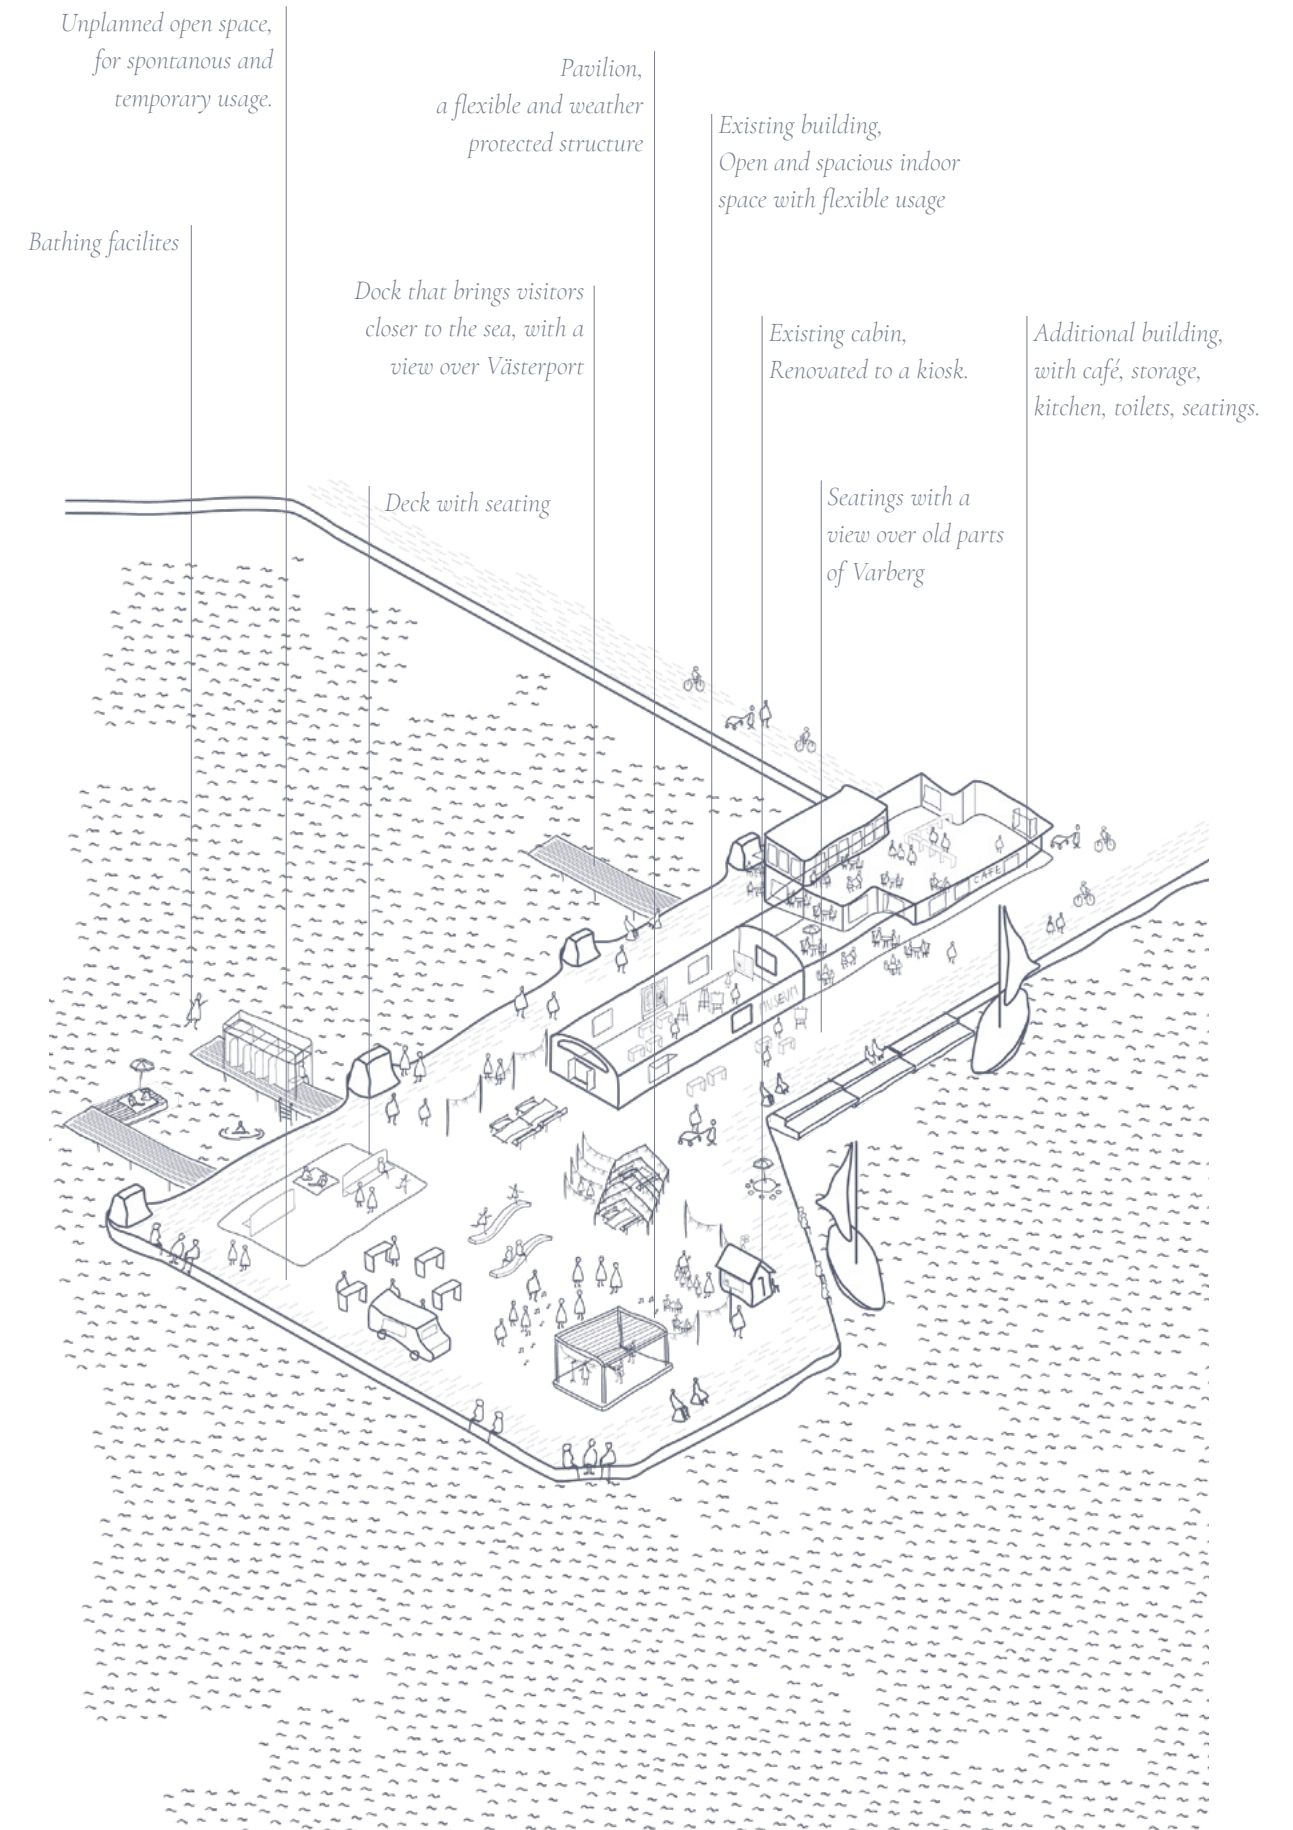 Unplanned open space,
for spontanous and
temporary usage.
Pavilion,
a flexible and weather
protected structure
Existing building,
Open and spacious indoor
space with flexible usage
Bathing facilites
Dock that brings visitors
closer to the sea, with a
view over Västerport
Existing cabin,
Renovated to a kiosk.
Additional building,
with café, storage,
kitchen, toilets, seatings.
Deck with seating
Seatings with a
view over old parts
of Varberg
CAFE
MUSEUM